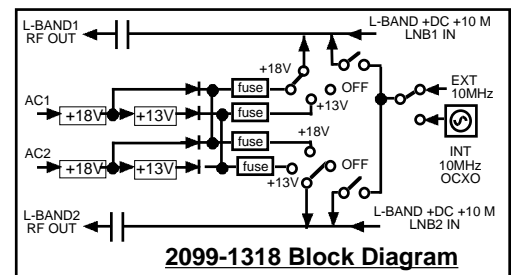 L-BAND1
RF OUT
L-BAND +DC +10 M
LNB1 IN
+18V
fuse
OFF
EXT
10MHz
AC1
+18V
+13V
fuse
+13V
+18V
fuse
AC2
+18V
+13V
fuse
OFF
+13V
INT
10MHz
OCXO
L-BAND2
RF OUT
L-BAND +DC +10 M
LNB2 IN
2099-1318 Block Diagram